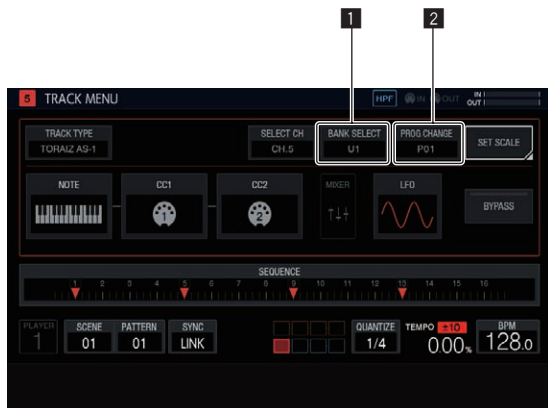 1 2
5 TRACK MENU HPF IN OUT IN OUT
TRACK TYPE SELECT CH BANK SELECT PROG CHANGE SET SCALE
TORAIZ AS-1 CH.5 U1 P01
NOTE CC1 CC2 MIXER LFO BYPASS
1 2
SEQUENCE
1 2 3 4 5 6 7 8 9 10 11 12 13 14 15 16
PLAYER SCENE PATTERN SYNC QUANTIZE TEMPO ±10 BPM
1 01 01 LINK 1/4 0.00% 128.0